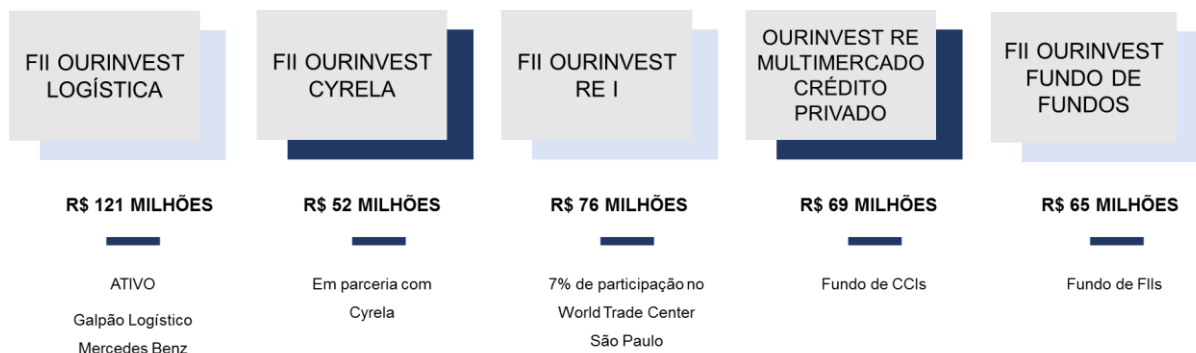 FII OURINVEST
LOGÍSTICA
R$ 121 MILHÕES
ATIVO
Galpão Logístico
Mercedes Benz
FII OURINVEST
CYRELA
R$ 52 MILHÕES
Em parceria com
Cyrela
FII OURINVEST
RE I
R$ 76 MILHÕES
7% de participação no
World Trade Center
São Paulo
OURINVEST RE
MULTIMERCADO
CRÉDITO
PRIVADO
R$ 69 MILHÕES
Fundo de CCIs
FII OURINVEST
FUNDO DE
FUNDOS
R$ 65 MILHÕES
Fundo de FIIs